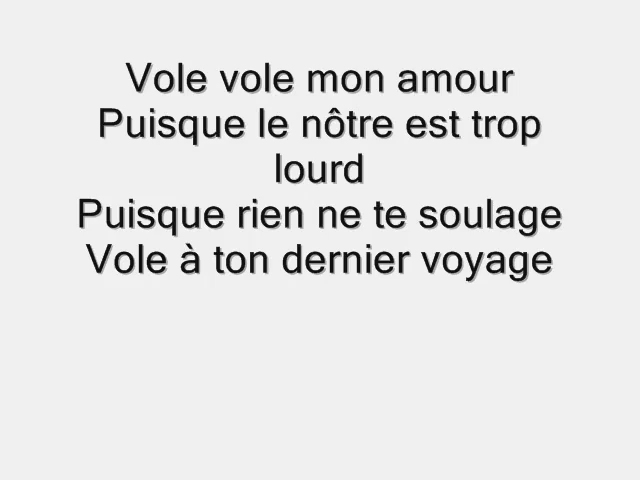 Vole vole mon amour
Puisque le nôtre est trop
lourd
Puisque rien ne te soulage
Vole à ton dernier voyage